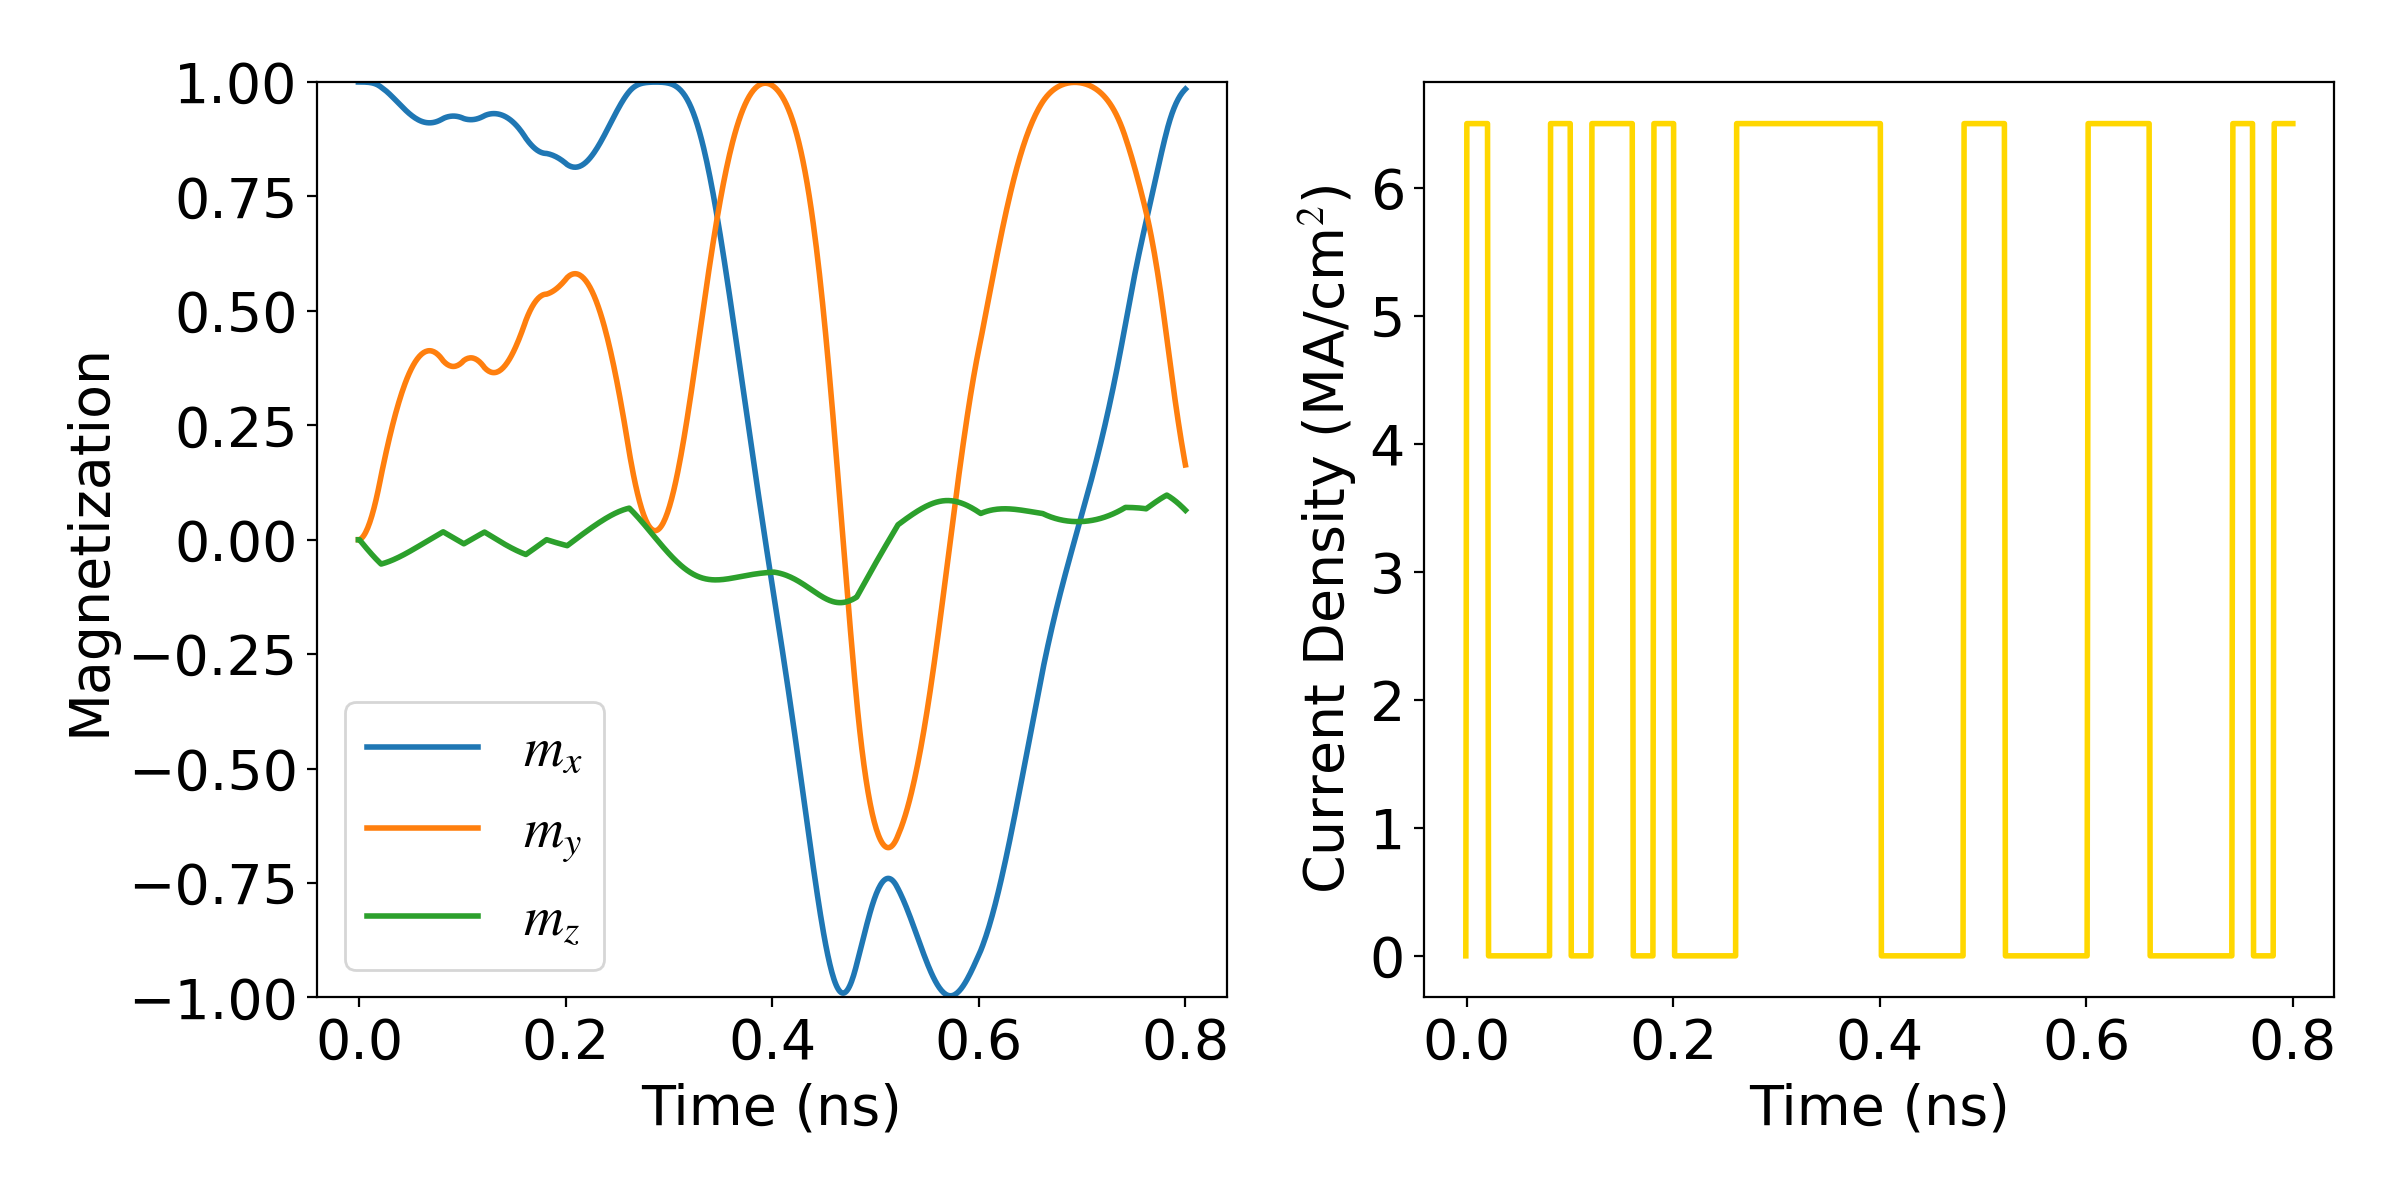 Magnetization
1.00
0.75
0.50
0.25
0.00
−0.25
−0.50
−0.75
−1.00
m_x
m_y
m_z
0.0 0.2 0.4 0.6 0.8
Time (ns)
Current Density (MA/cm²)
6
5
4
3
2
1
0
0.0 0.2 0.4 0.6 0.8
Time (ns)